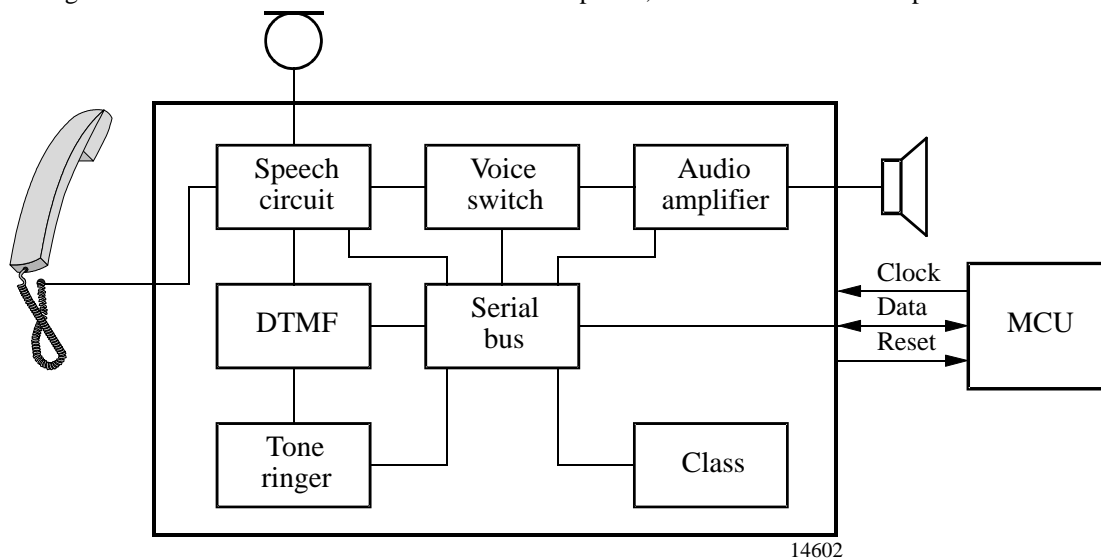 Speech
circuit
Voice
switch
Audio
amplifier
Clock
Data
Reset
MCU
DTMF
Serial
bus
Tone
ringer
Class
14602